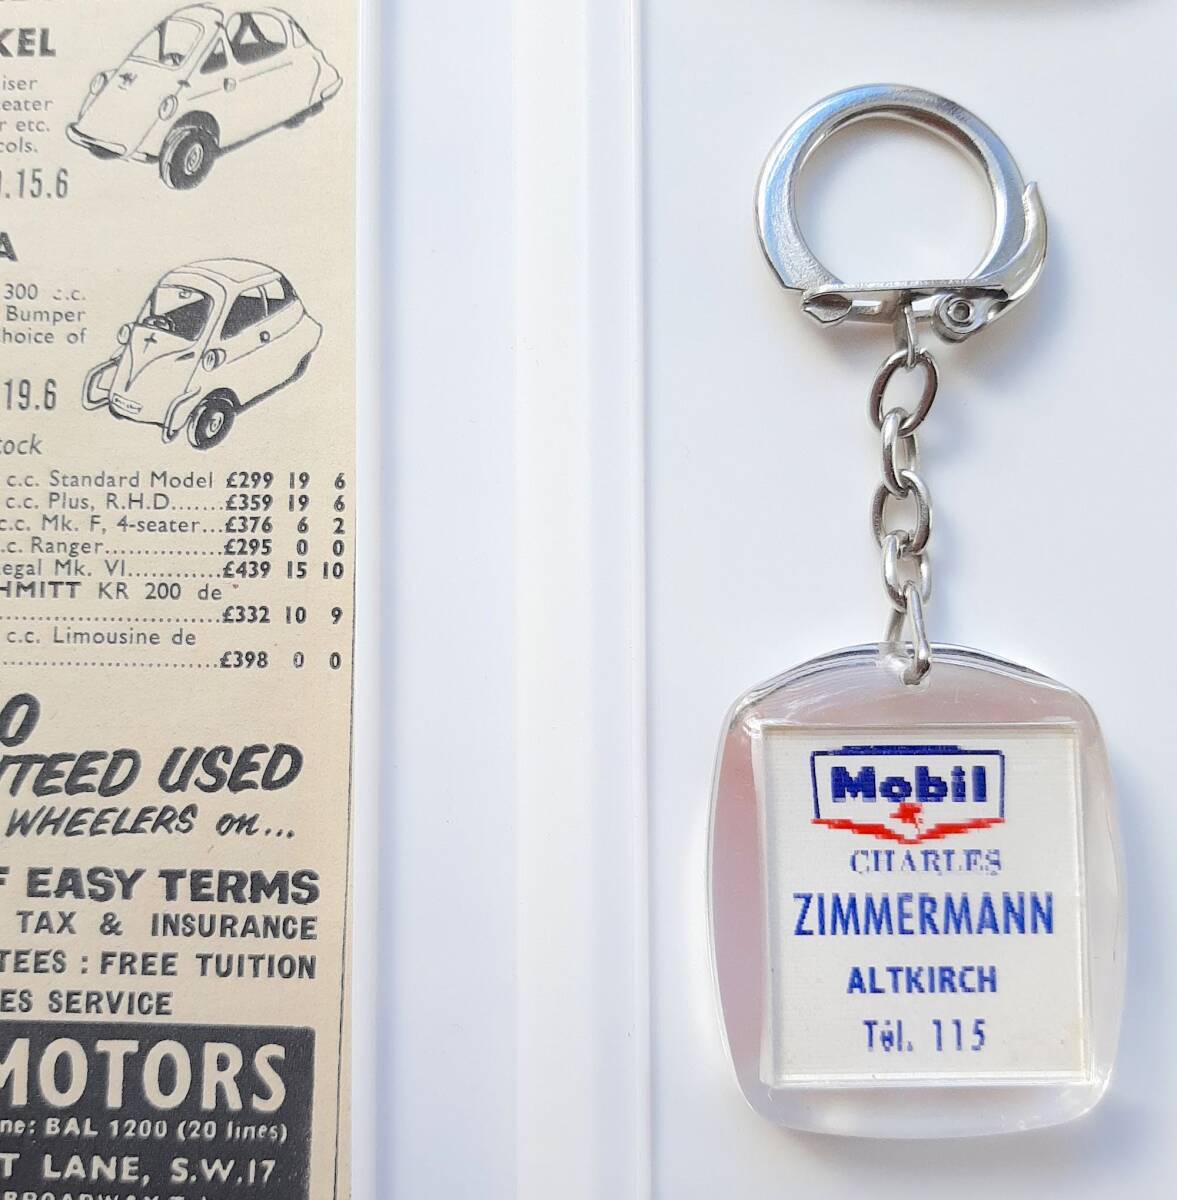 KEL
iser
eater
r etc.
cols.
.15.6
A
300 c.c.
Bumper
hoice of
19.6
tock
c.c. Standard Model £299 19 6
c.c. Plus, R.H.D.......£359 19 6
c.c. Mk. F, 4-seater...£376 6 2
.c. Ranger...............£295 0 0
egal Mk. VI............£439 15 10
HMITT KR 200 de
£332 10 9
c.c. Limousine de
£398 0 0
O
TEED USED
WHEELERS on...
F EASY TERMS
TAX & INSURANCE
TEES : FREE TUITION
ES SERVICE
MOTORS
ne: BAL 1200 (20 lines)
T LANE, S.W.17
BROADWAY
Mobil
CHARLES
ZIMMERMANN
ALTKIRCH
Tél. 115